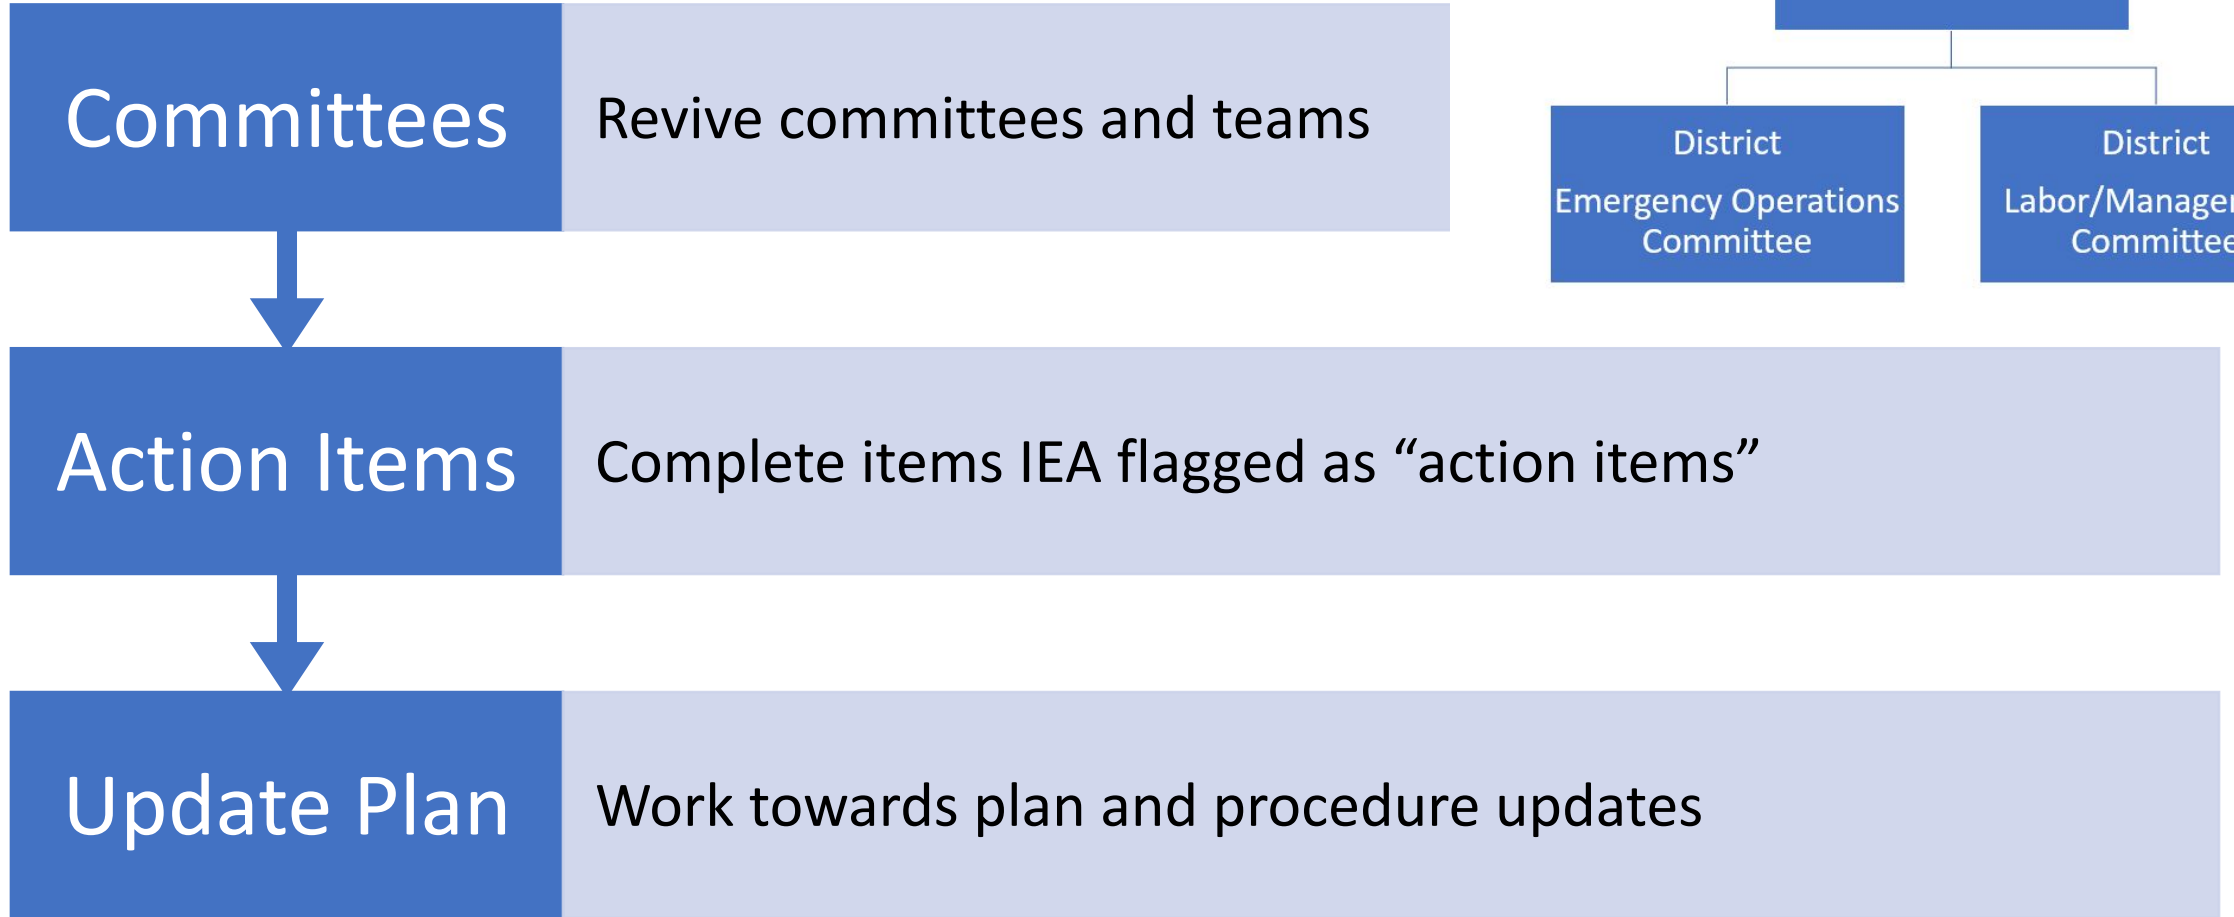 Committees
Revive committees and teams
District
Emergency Operations
Committee
District
Committee
Action Items
Complete items IEA flagged as “action items”
Update Plan
Work towards plan and procedure updates